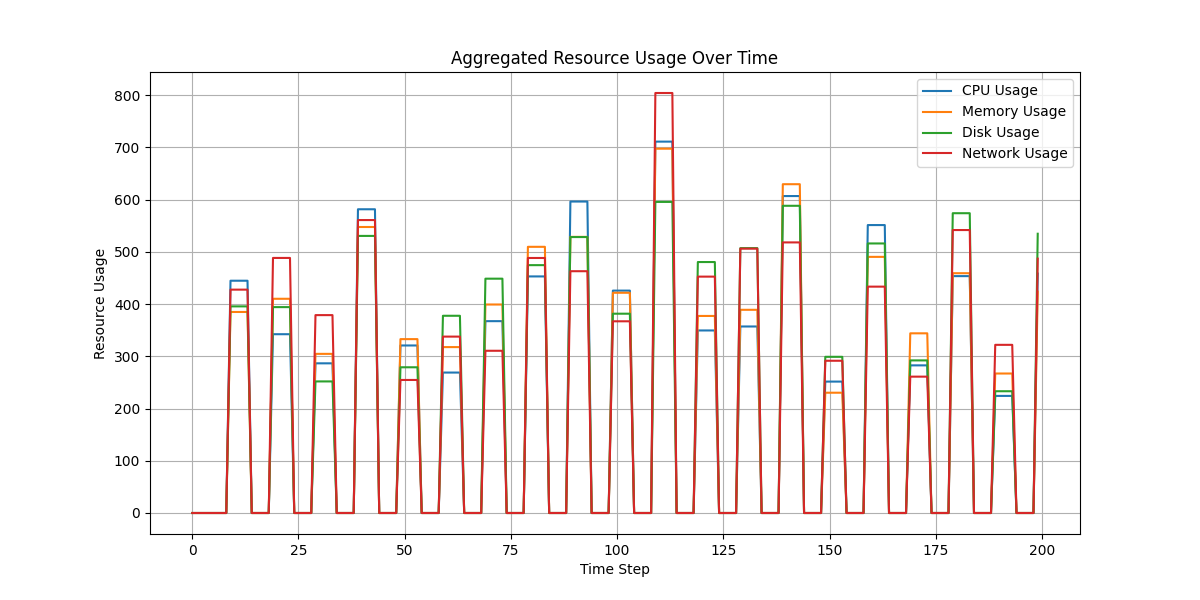 Aggregated Resource Usage Over Time
CPU Usage
Memory Usage
Disk Usage
Network Usage
Resource Usage
800
700
600
500
400
300
200
100
0
0 25 50 75 100 125 150 175 200
Time Step